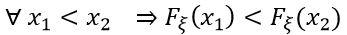 ∀ x₁ < x₂ ⇒ F_ξ(x₁) < F_ξ(x₂)